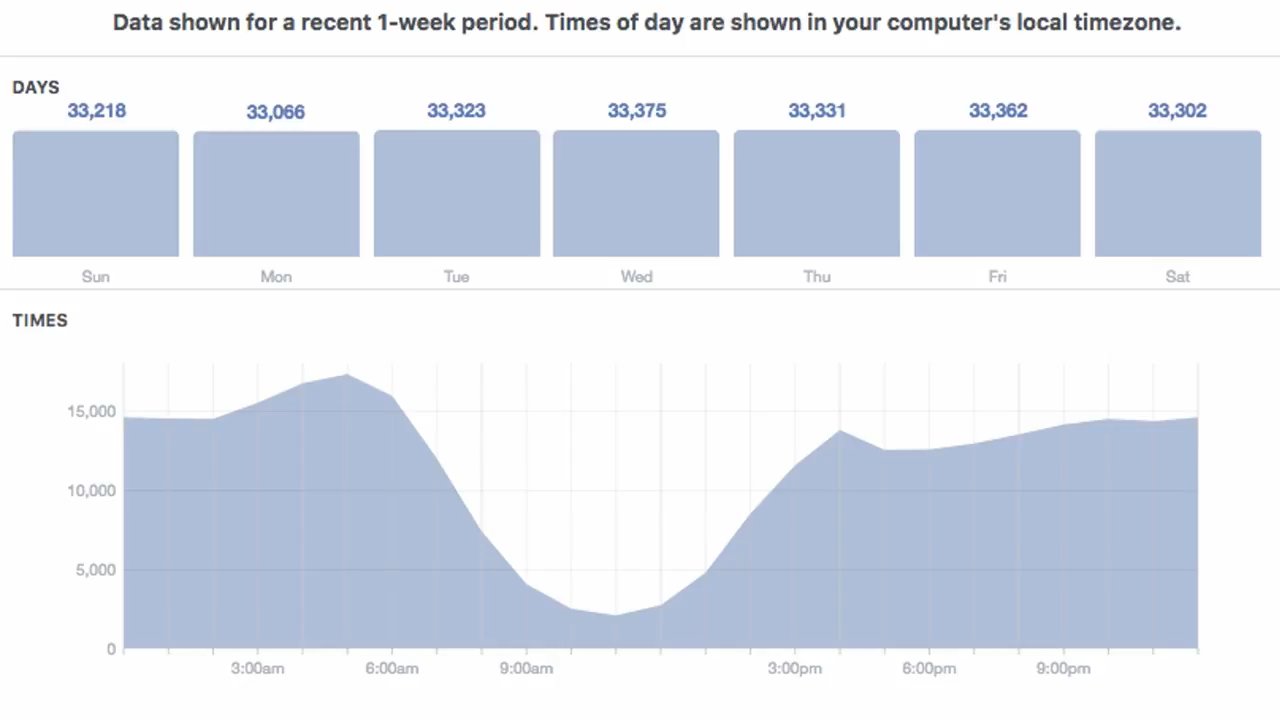 Data shown for a recent 1-week period. Times of day are shown in your computer's local timezone.
DAYS
33,218 33,066 33,323 33,375 33,331 33,362 33,302
Sun Mon Tue Wed Thu Fri Sat
TIMES
15,000
10,000
5,000
0
3:00am 6:00am 9:00am 3:00pm 6:00pm 9:00pm